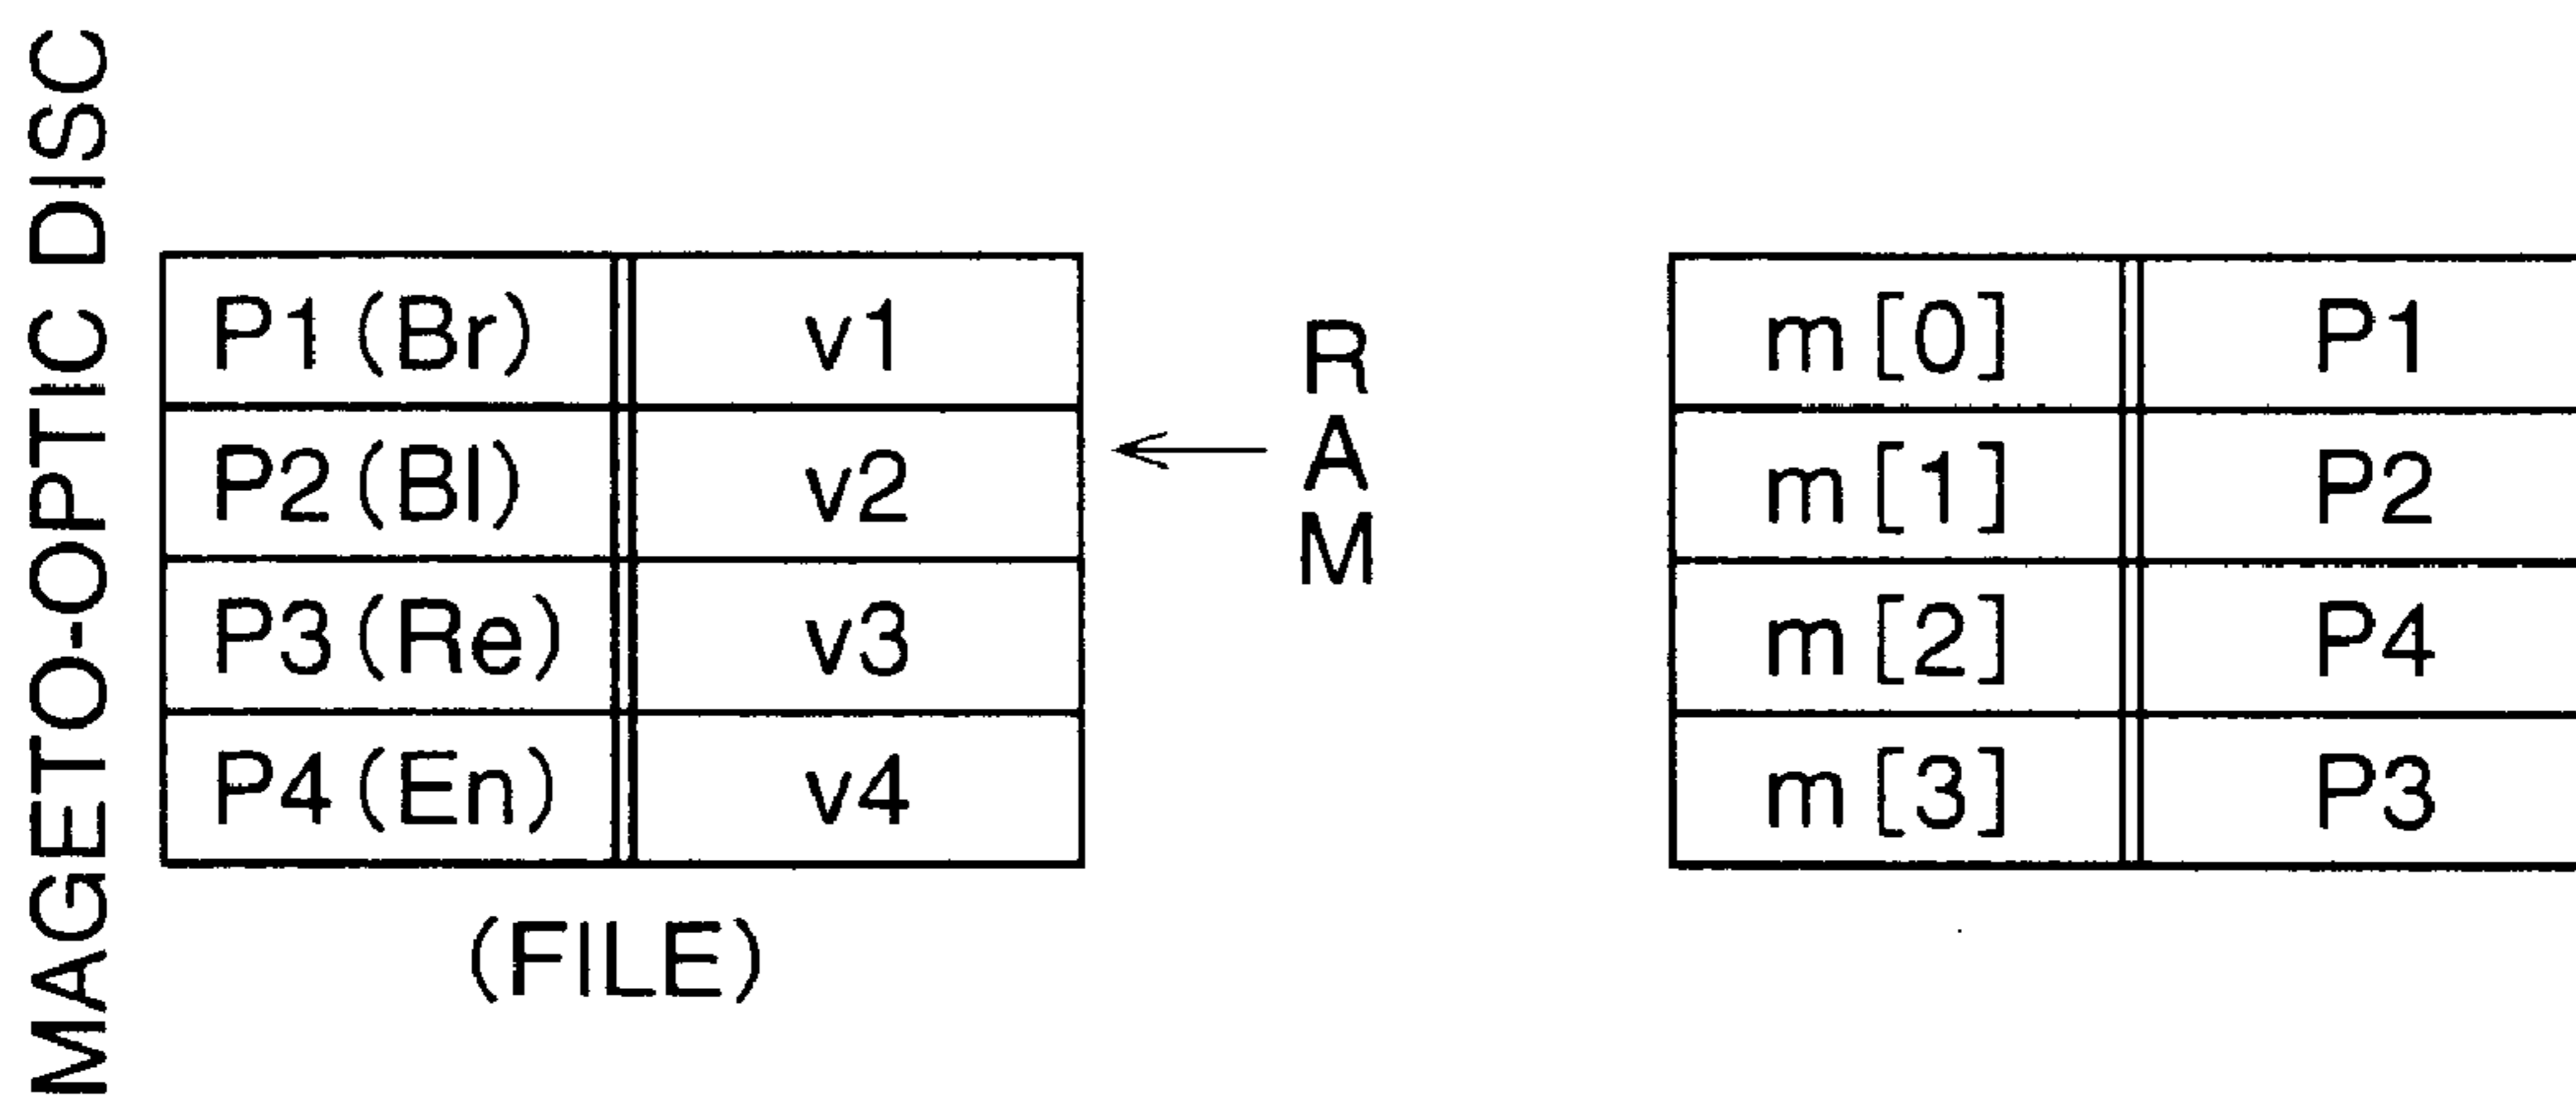 MAGETO-OPTIC DISC
P1 (Br) v1
P2 (Bl) v2
P3 (Re) v3
P4 (En) v4
(FILE)
RAM
m [0] P1
m [1] P2
m [2] P4
m [3] P3